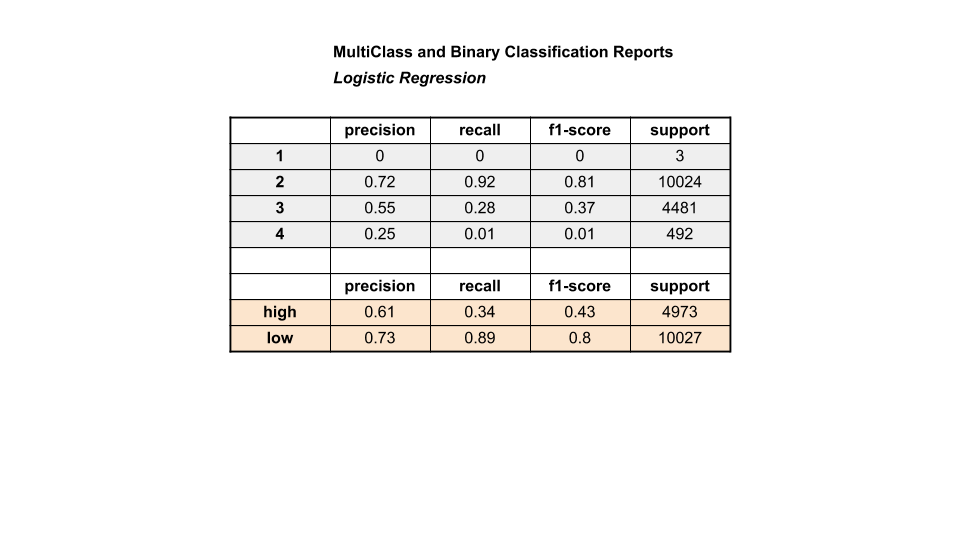 MultiClass and Binary Classification Reports
Logistic Regression
precision recall f1-score support
1 0 0 0 3
2 0.72 0.92 0.81 10024
3 0.55 0.28 0.37 4481
4 0.25 0.01 0.01 492
precision recall f1-score support
high 0.61 0.34 0.43 4973
low 0.73 0.89 0.8 10027